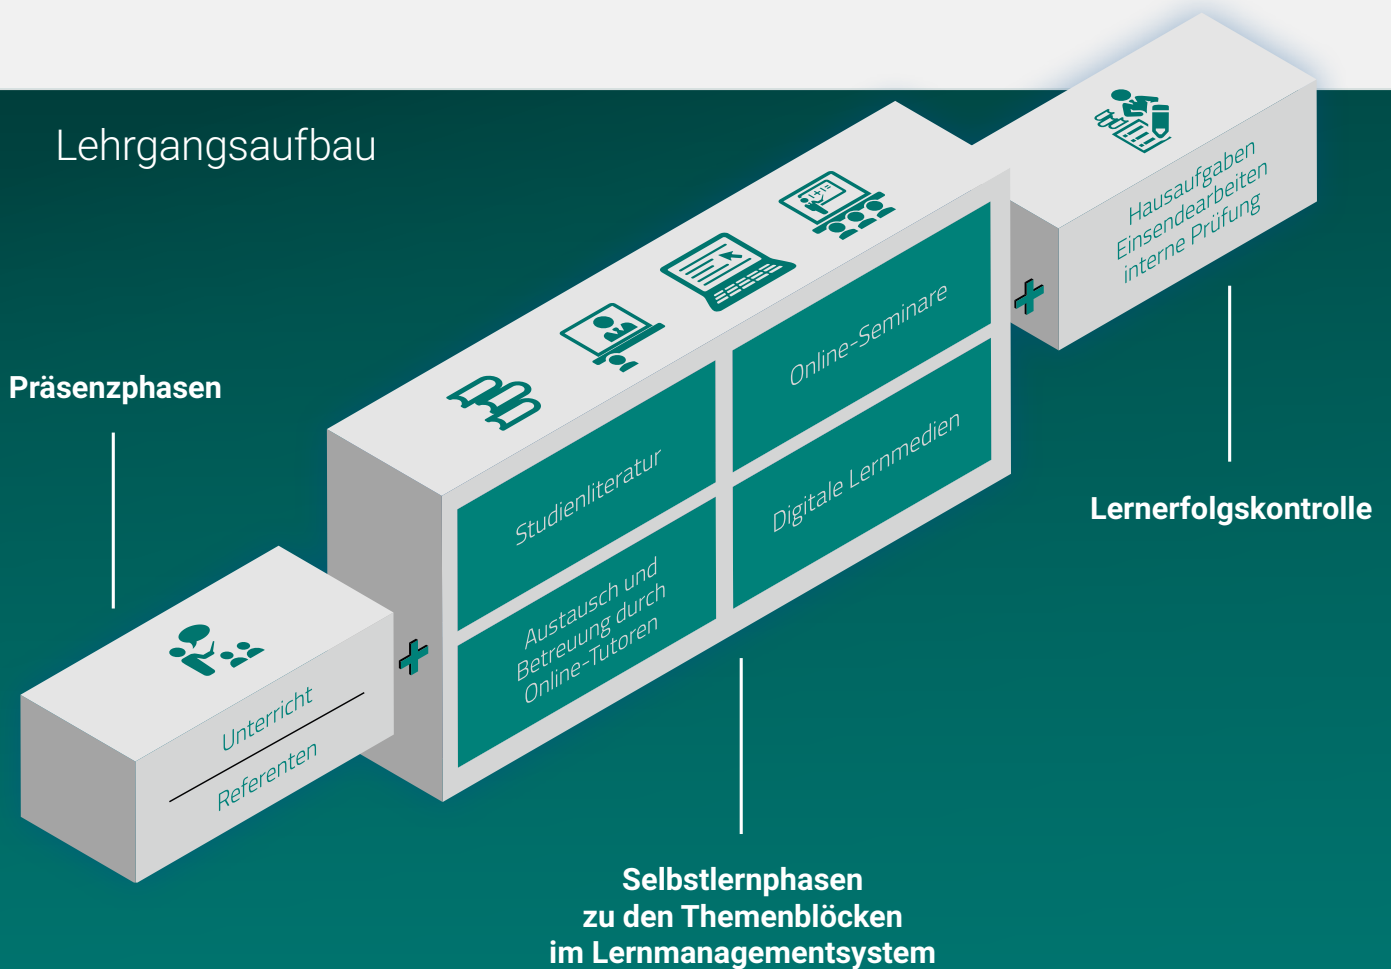 Lehrgangsaufbau
Präsenzphasen
Unterricht
Referenten
Studienliteratur
Austausch und
Betreuung durch
Online-Tutoren
Online-Seminare
Digitale Lernmedien
Selbstlernphasen
zu den Themenblöcken
im Lernmanagementsystem
Hausaufgaben
Einsendearbeiten
interne Prüfung
Lernerfolgskontrolle